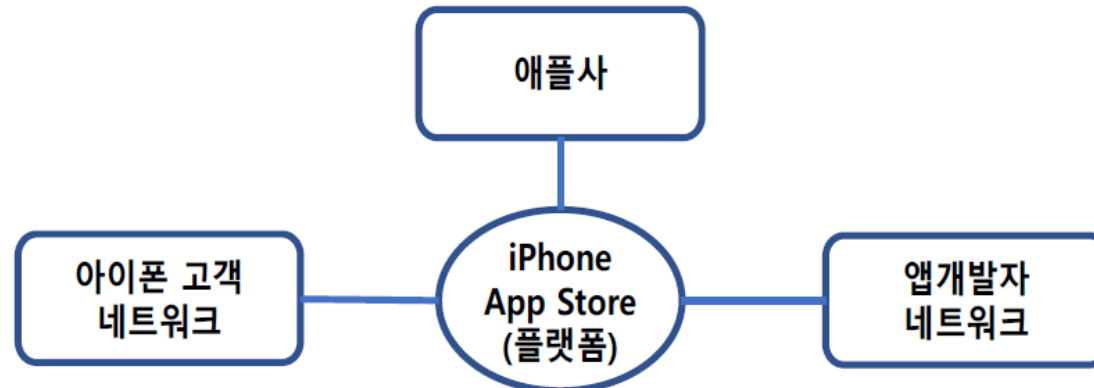 애플사
아이폰 고객
네트워크
iPhone
App Store
(플랫폼)
앱개발자
네트워크